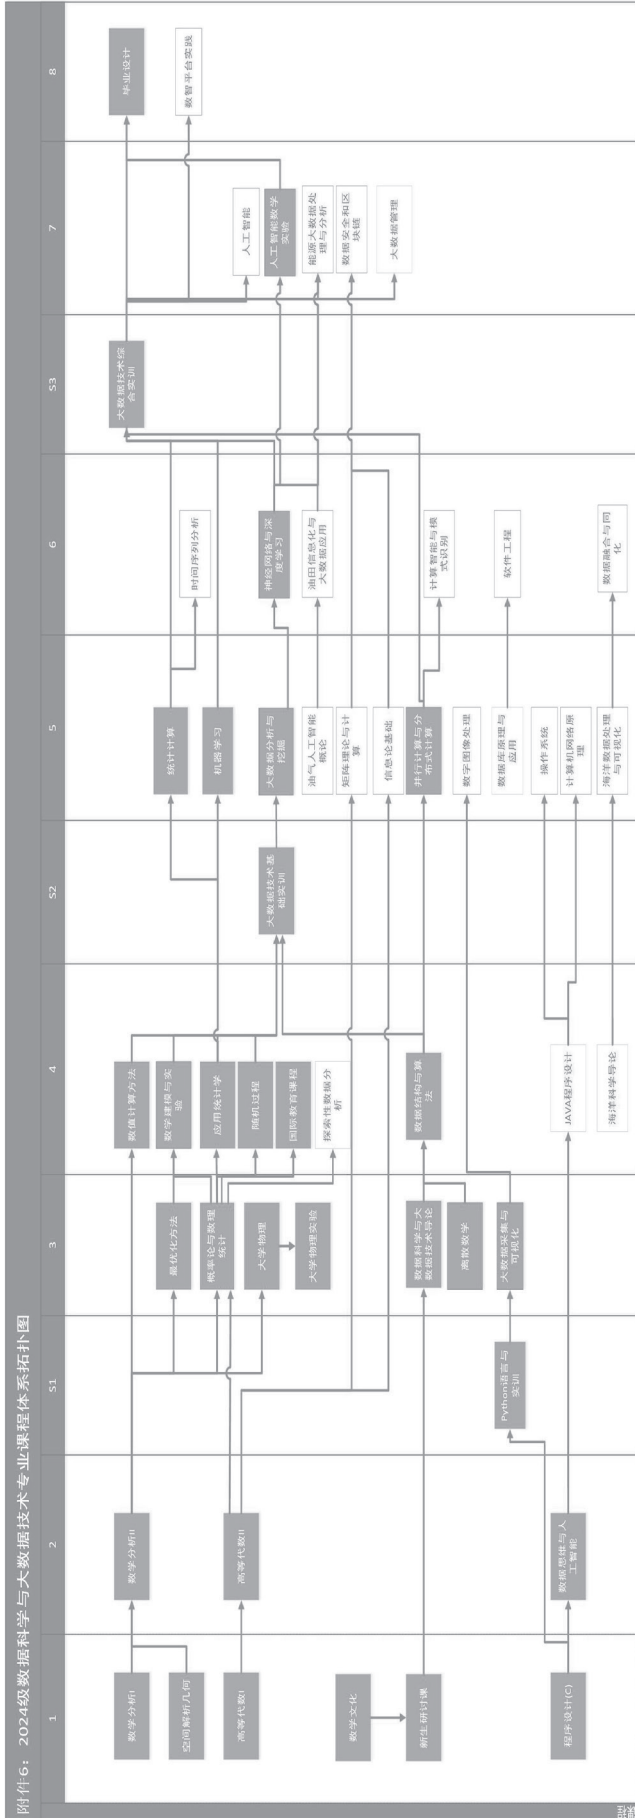 附件6：2024级数据科学与大数据技术专业课程体系拓扑图
1
2
S1
3
4
S2
5
6
S3
7
8
数学分析I
空间解析几何
高等代数I
数学文化
新生研讨课
程序设计(C)
数学分析II
高等代数II
数据思维与人
工智能
Python语言与
实训
最优化方法
概率论与数理
统计
大学物理
大学物理实验
数据科学与大
数据技术导论
离散数学
大数据采集与
可视化
数值计算方法
数学建模与实
验
应用统计学
随机过程
国际教育课程
探索性数据分
析
数据结构与算
法
JAVA程序设计
海洋科学导论
大数据技术基
础实训
统计计算
机器学习
大数据分析与
挖掘
油气人工智能
概论
矩阵理论与计
算
信息论基础
并行计算与分
布式计算
数字图像处理
数据库原理与
应用
操作系统
计算机网络原
理
海洋数据处理
与可视化
时间序列分析
神经网络与深
度学习
油田信息化与
大数据应用
计算智能与模
式识别
软件工程
数据融合与同
化
大数据技术综
合实训
人工智能
人工智能数学
实验
能源大数据处
理与分析
数据安全和区
块链
大数据管理
毕业设计
数智平台实践